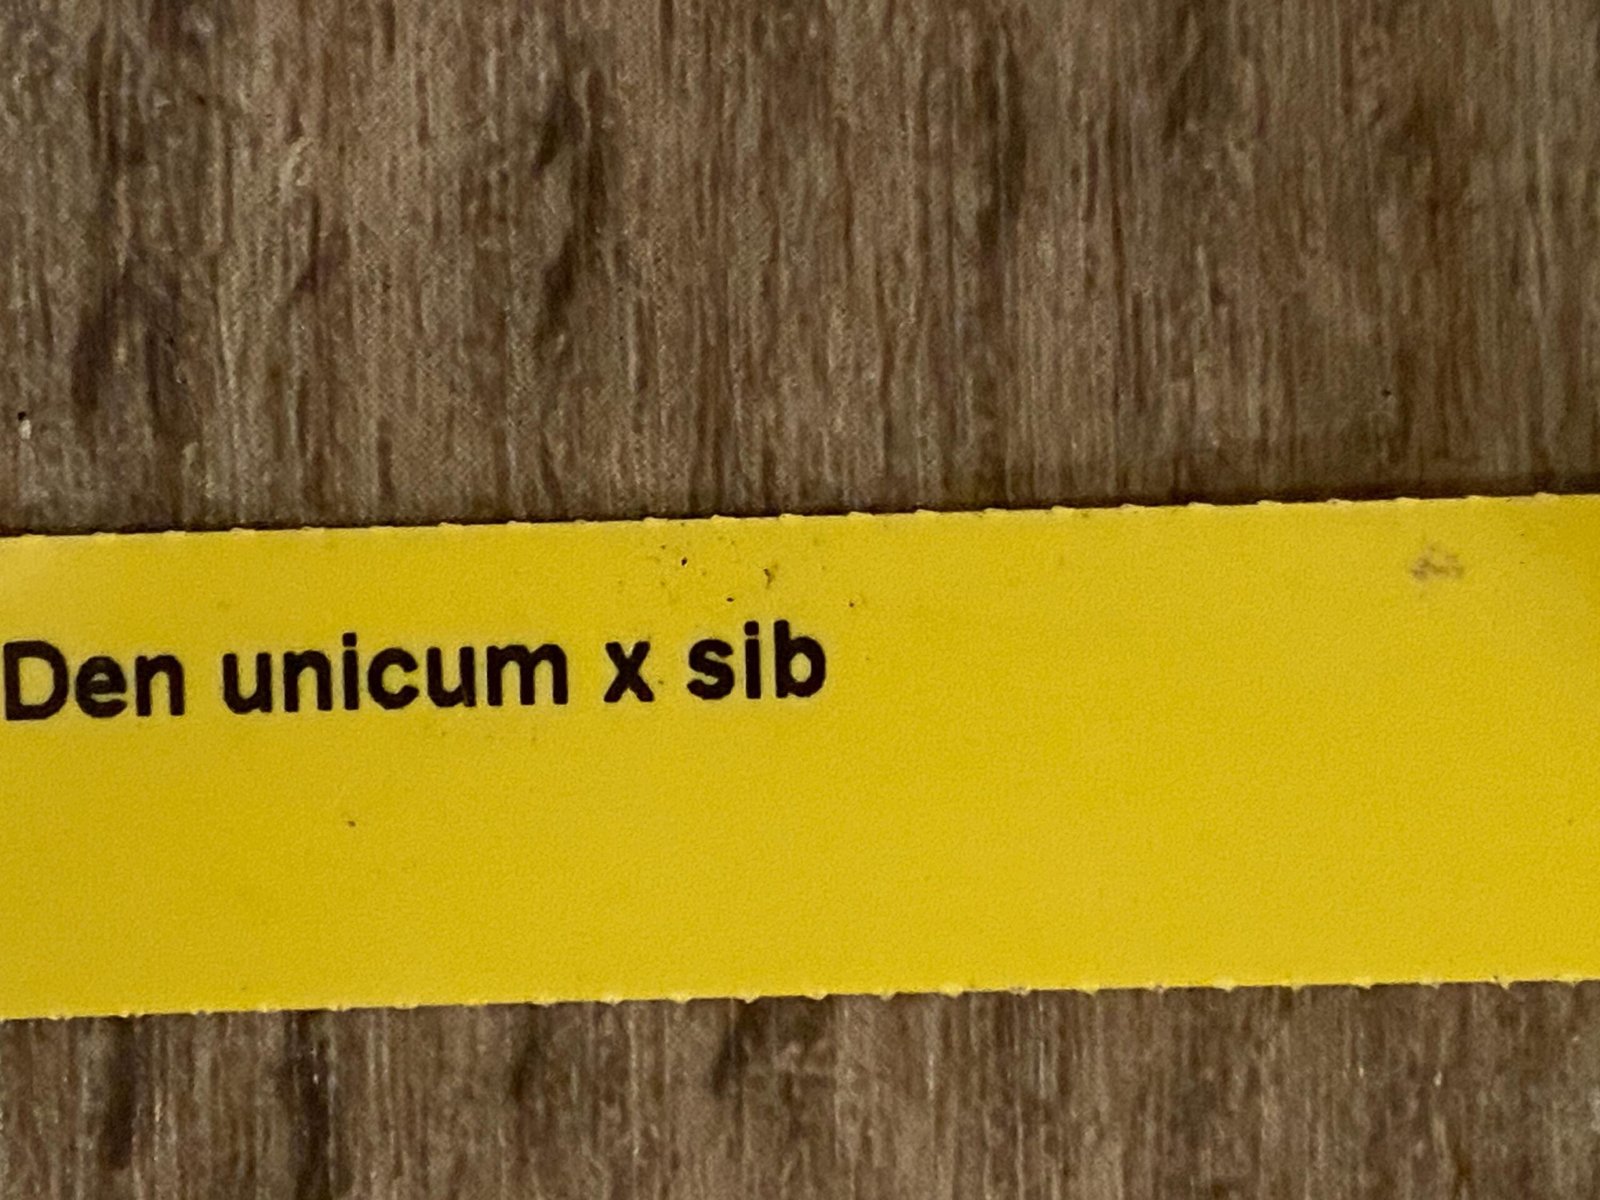 Den unicum x sib